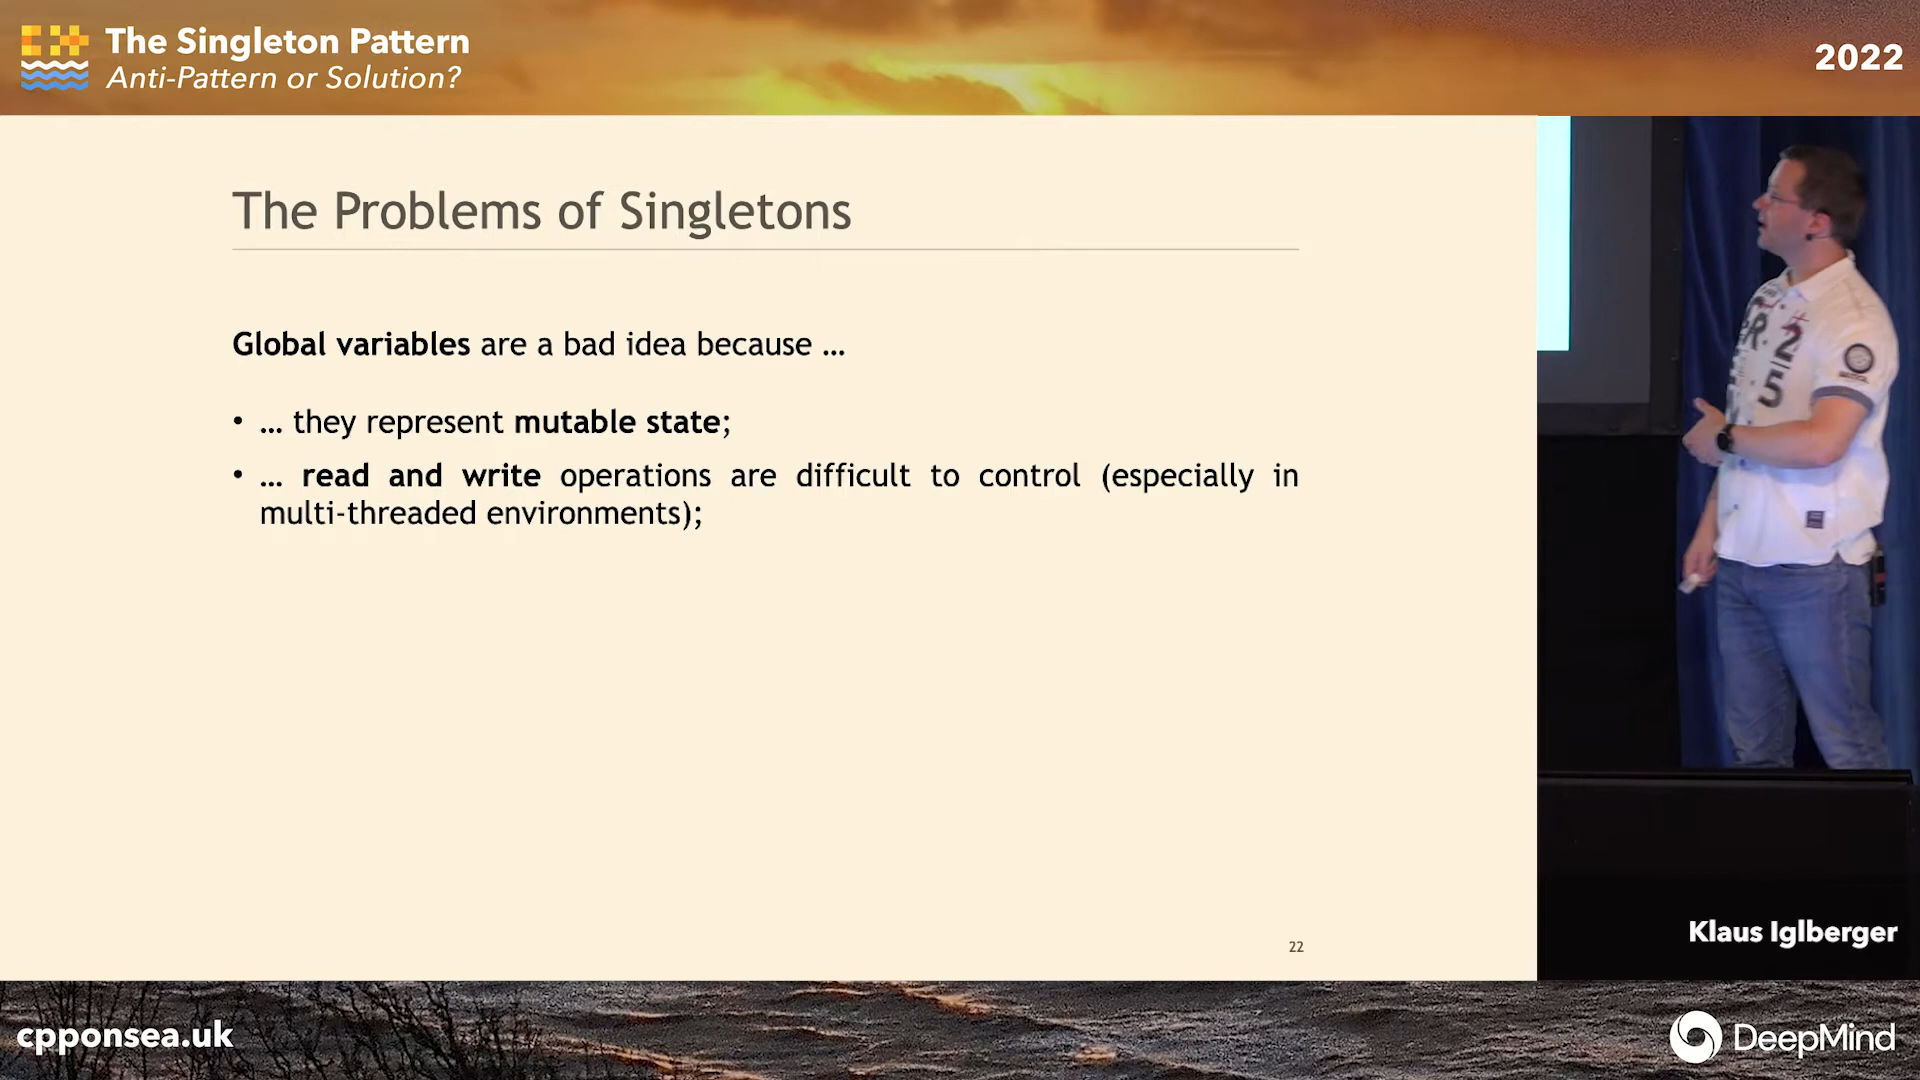 The Singleton Pattern
Anti-Pattern or Solution?
2022
The Problems of Singletons
Global variables are a bad idea because …
• … they represent mutable state;
• … read and write operations are difficult to control (especially in
multi-threaded environments);
22
R. 2
5
Klaus Iglberger
cpponsea.uk
DeepMind